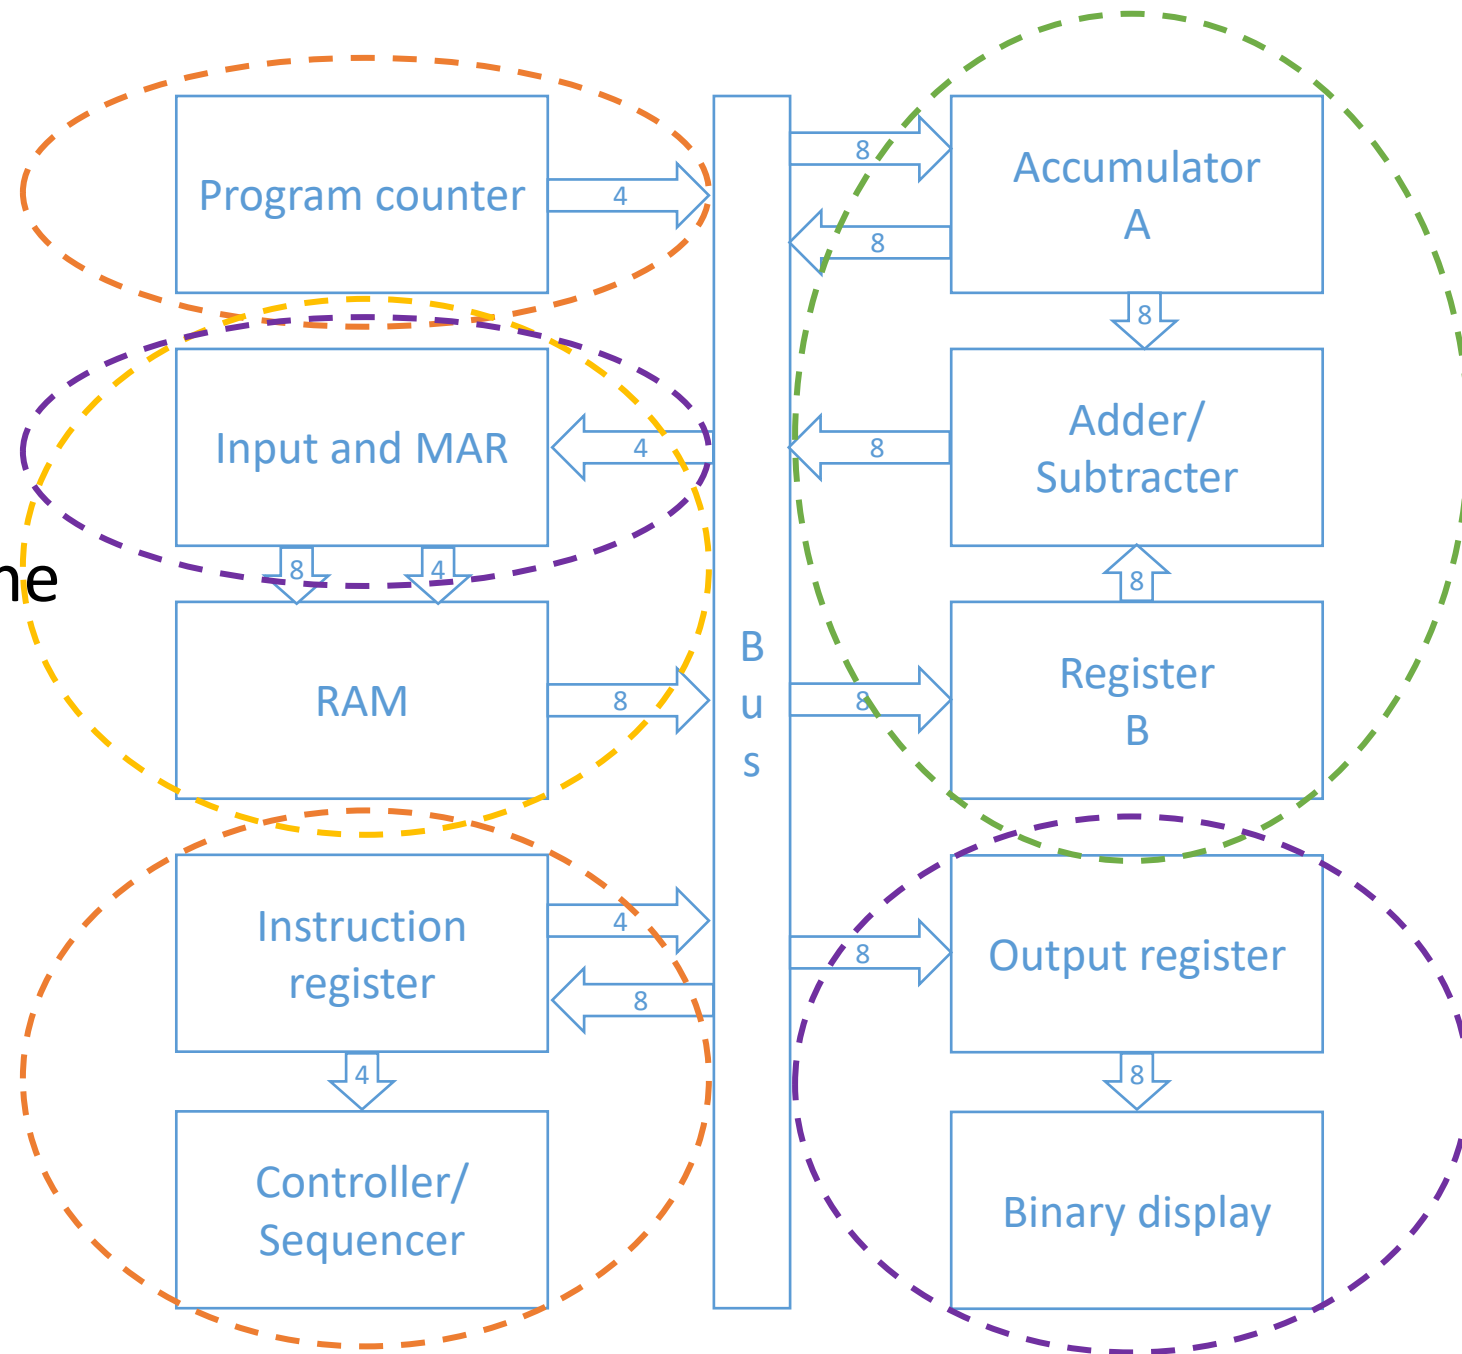 Program counter
4
Input and MAR
4
8
4
ne
RAM
8
Instruction
register
4
8
4
Controller/
Sequencer
B
u
s
8
Accumulator
A
8
8
Adder/
Subtracter
8
8
Register
B
8
Output register
8
8
Binary display